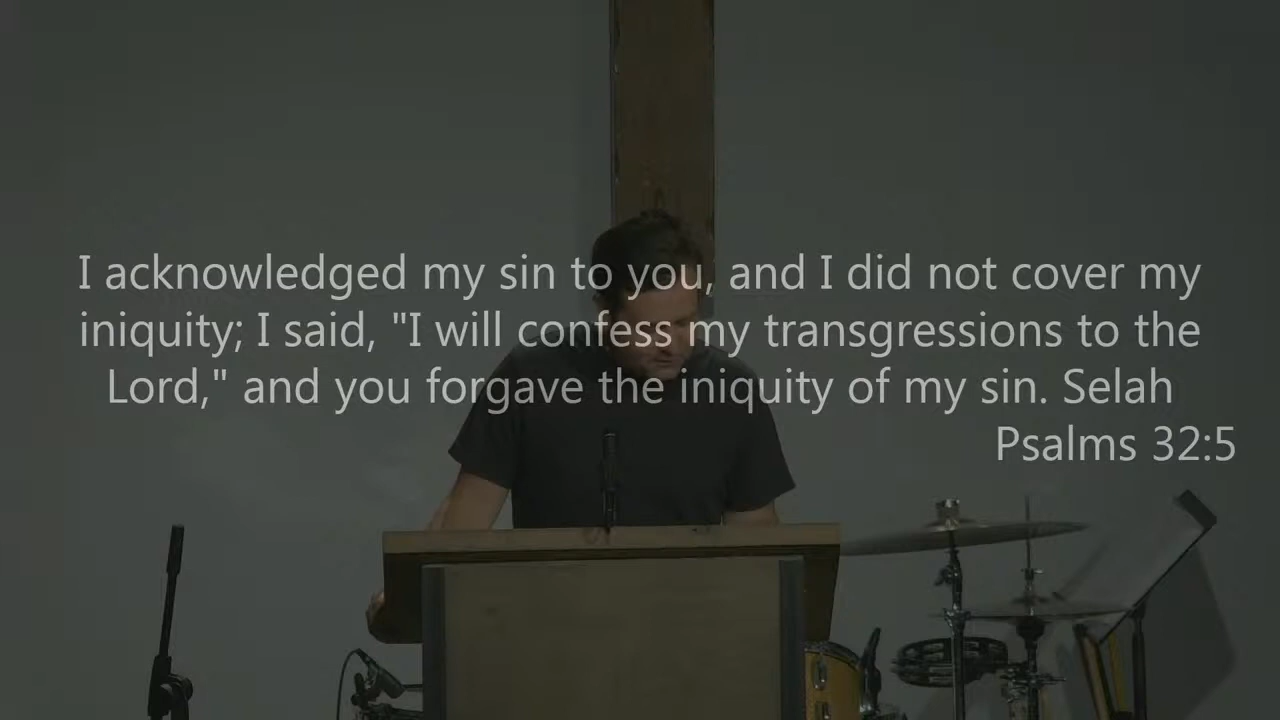 I acknowledged my sin to you, and I did not cover my
iniquity; I said, "I will confess my transgressions to the
Lord," and you forgave the iniquity of my sin. Selah
Psalms 32:5